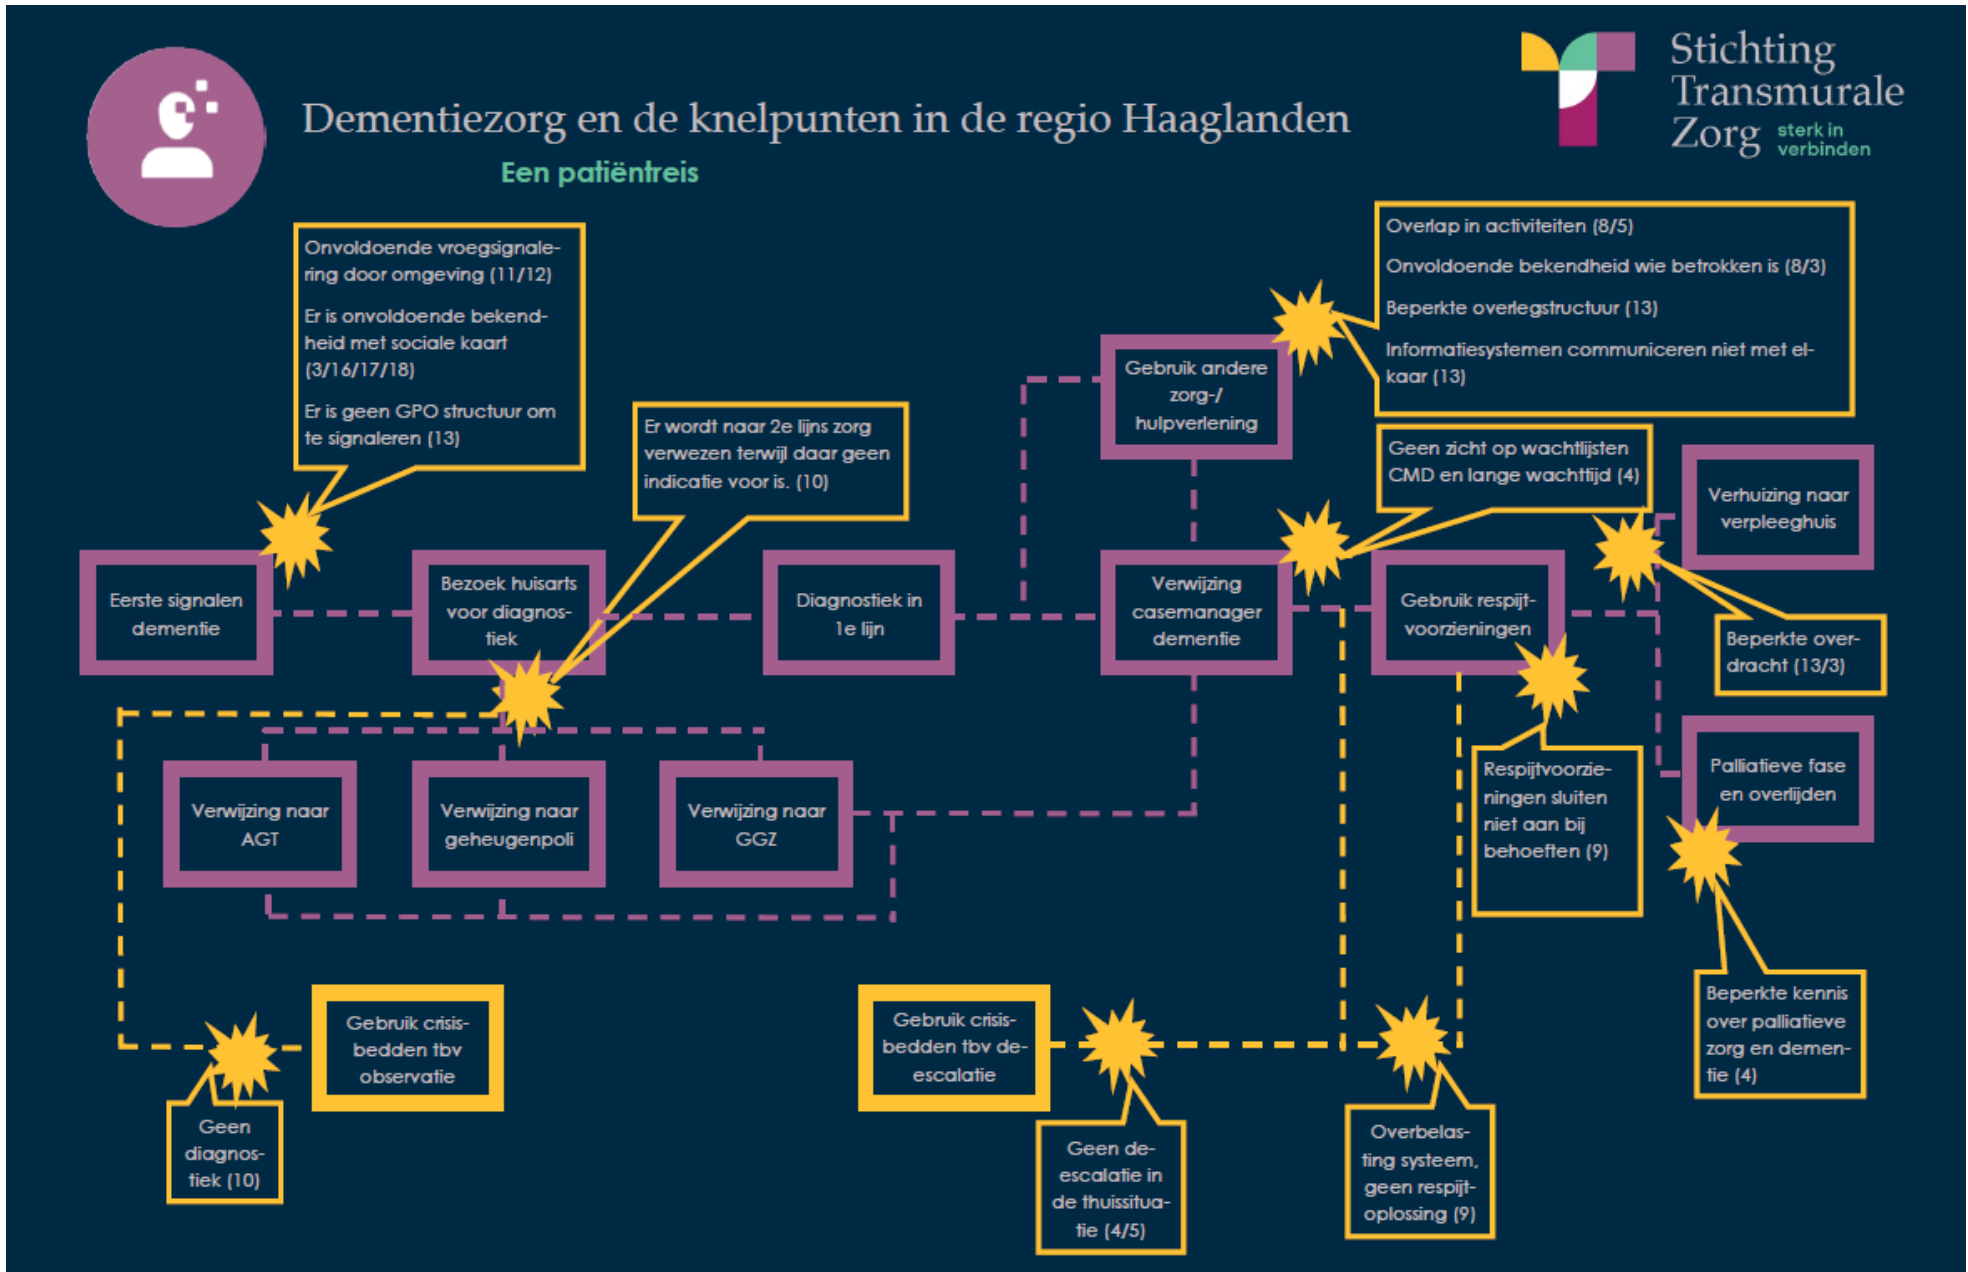 Dementiezorg en de knelpunten in de regio Haaglanden
Een patiëntreis
Stichting
Transmurale
Zorg sterk in
verbinden
Onvoldoende vroegsignale-
ring door omgeving (11/12)
Er is onvoldoende bekend-
heid met sociale kaart
(3/16/17/18)
Er is geen GPO structuur om
te signaleren (13)
Er wordt naar 2e lijns zorg
verwezen terwijl daar geen
indicatie voor is. (10)
Overlap in activiteiten (8/5)
Onvoldoende bekendheid wie betrokken is (8/3)
Beperkte overlegstructuur (13)
Informatiesystemen communiceren niet met el-
kaar (13)
Gebruik andere
zorg-/
hulpverlening
Geen zicht op wachtlijsten
CMD en lange wachttijd (4)
Verhuizing naar
verpleeghuis
Eerste signalen
dementie
Bezoek huisarts
voor diagnos-
tiek
Diagnostiek in
1e lijn
Verwijzing
casemanager
dementie
Gebruik respijt-
voorzieningen
Beperkte over-
dracht (13/3)
Verwijzing naar
AGT
Verwijzing naar
geheugenpoli
Verwijzing naar
GGZ
Respijtvoorzie-
ningen sluiten
niet aan bij
behoeften (9)
Palliatieve fase
en overlijden
Gebruik crisis-
bedden tbv
observatie
Gebruik crisis-
bedden tbv de-
escalatie
Beperkte kennis
over palliatieve
zorg en demen-
tie (4)
Geen
diagnos-
tiek (10)
Geen de-
escalatie in
de thuissitua-
tie (4/5)
Overbelas-
ting systeem,
geen respijt-
oplossing (9)